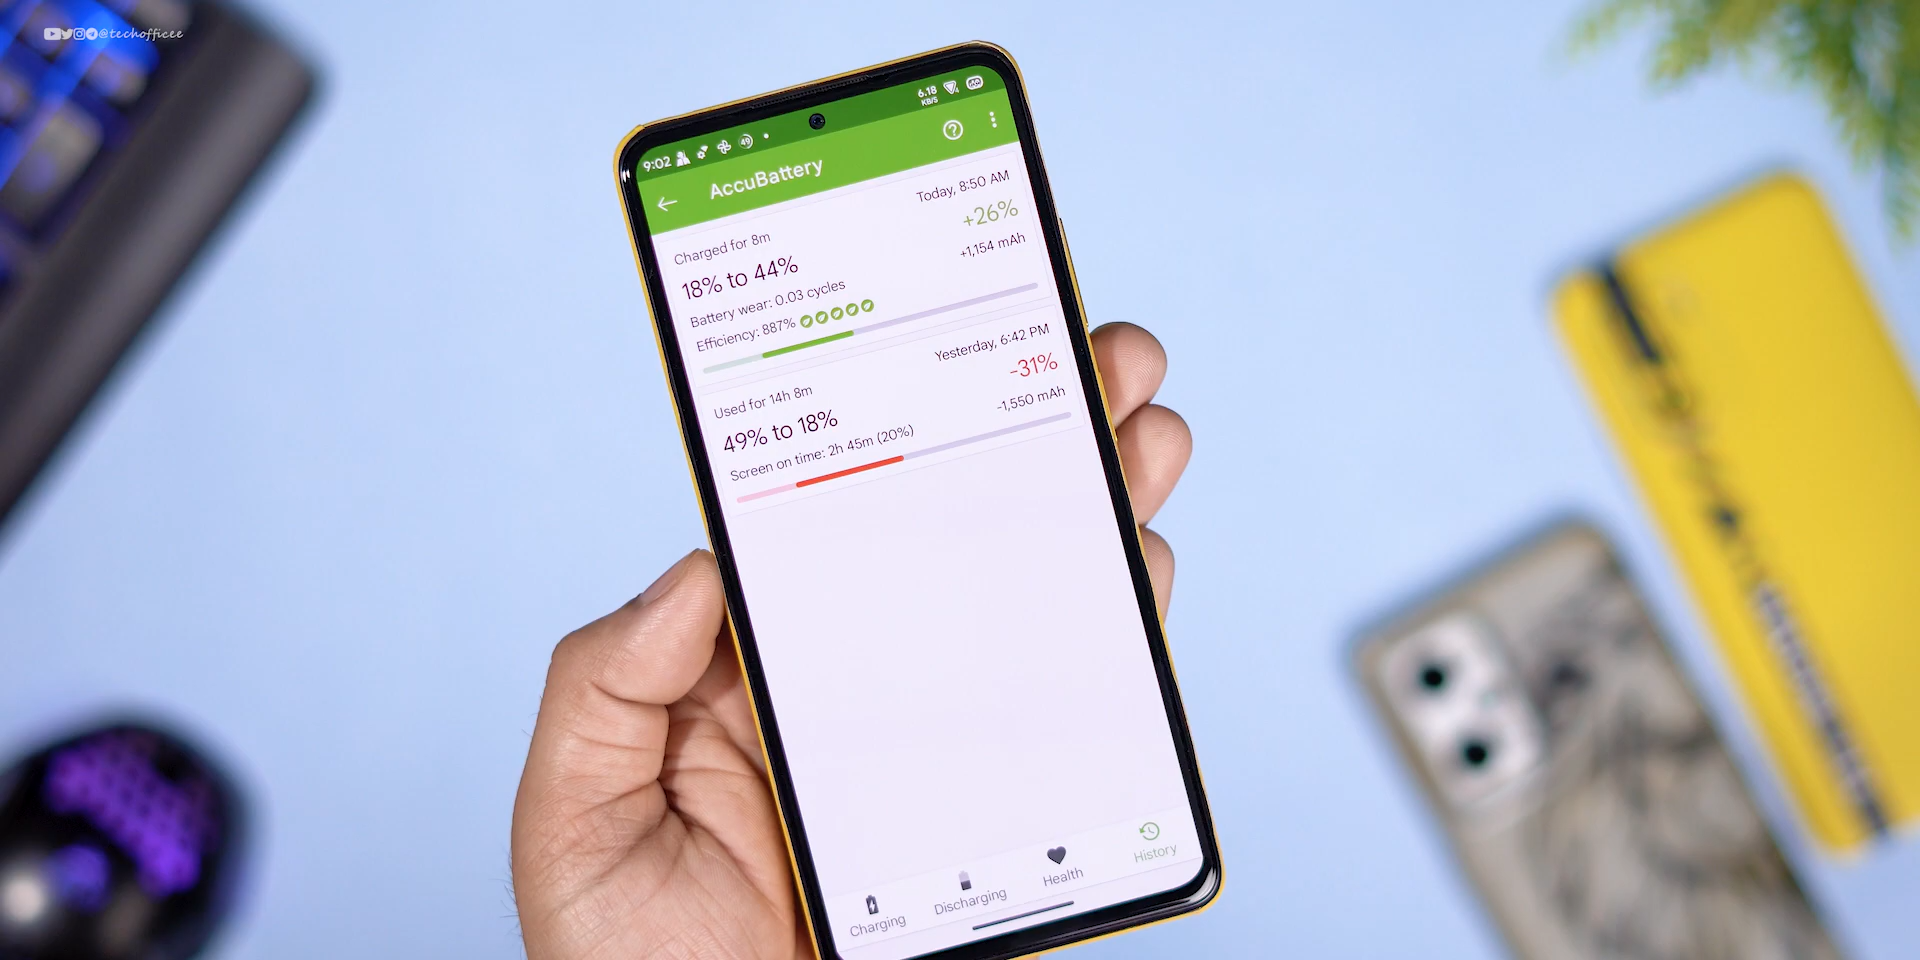 @techofficee
9:02
49
6.18
KB/S
AccuBattery
Today, 8:50 AM
Charged for 8m
+26%
18% to 44%
+1,154 mAh
Battery wear: 0.03 cycles
Efficiency: 887%
Yesterday, 6:42 PM
Used for 14h 8m
-31%
49% to 18%
-1,550 mAh
Screen on time: 2h 45m (20%)
Charging
Discharging
Health
History